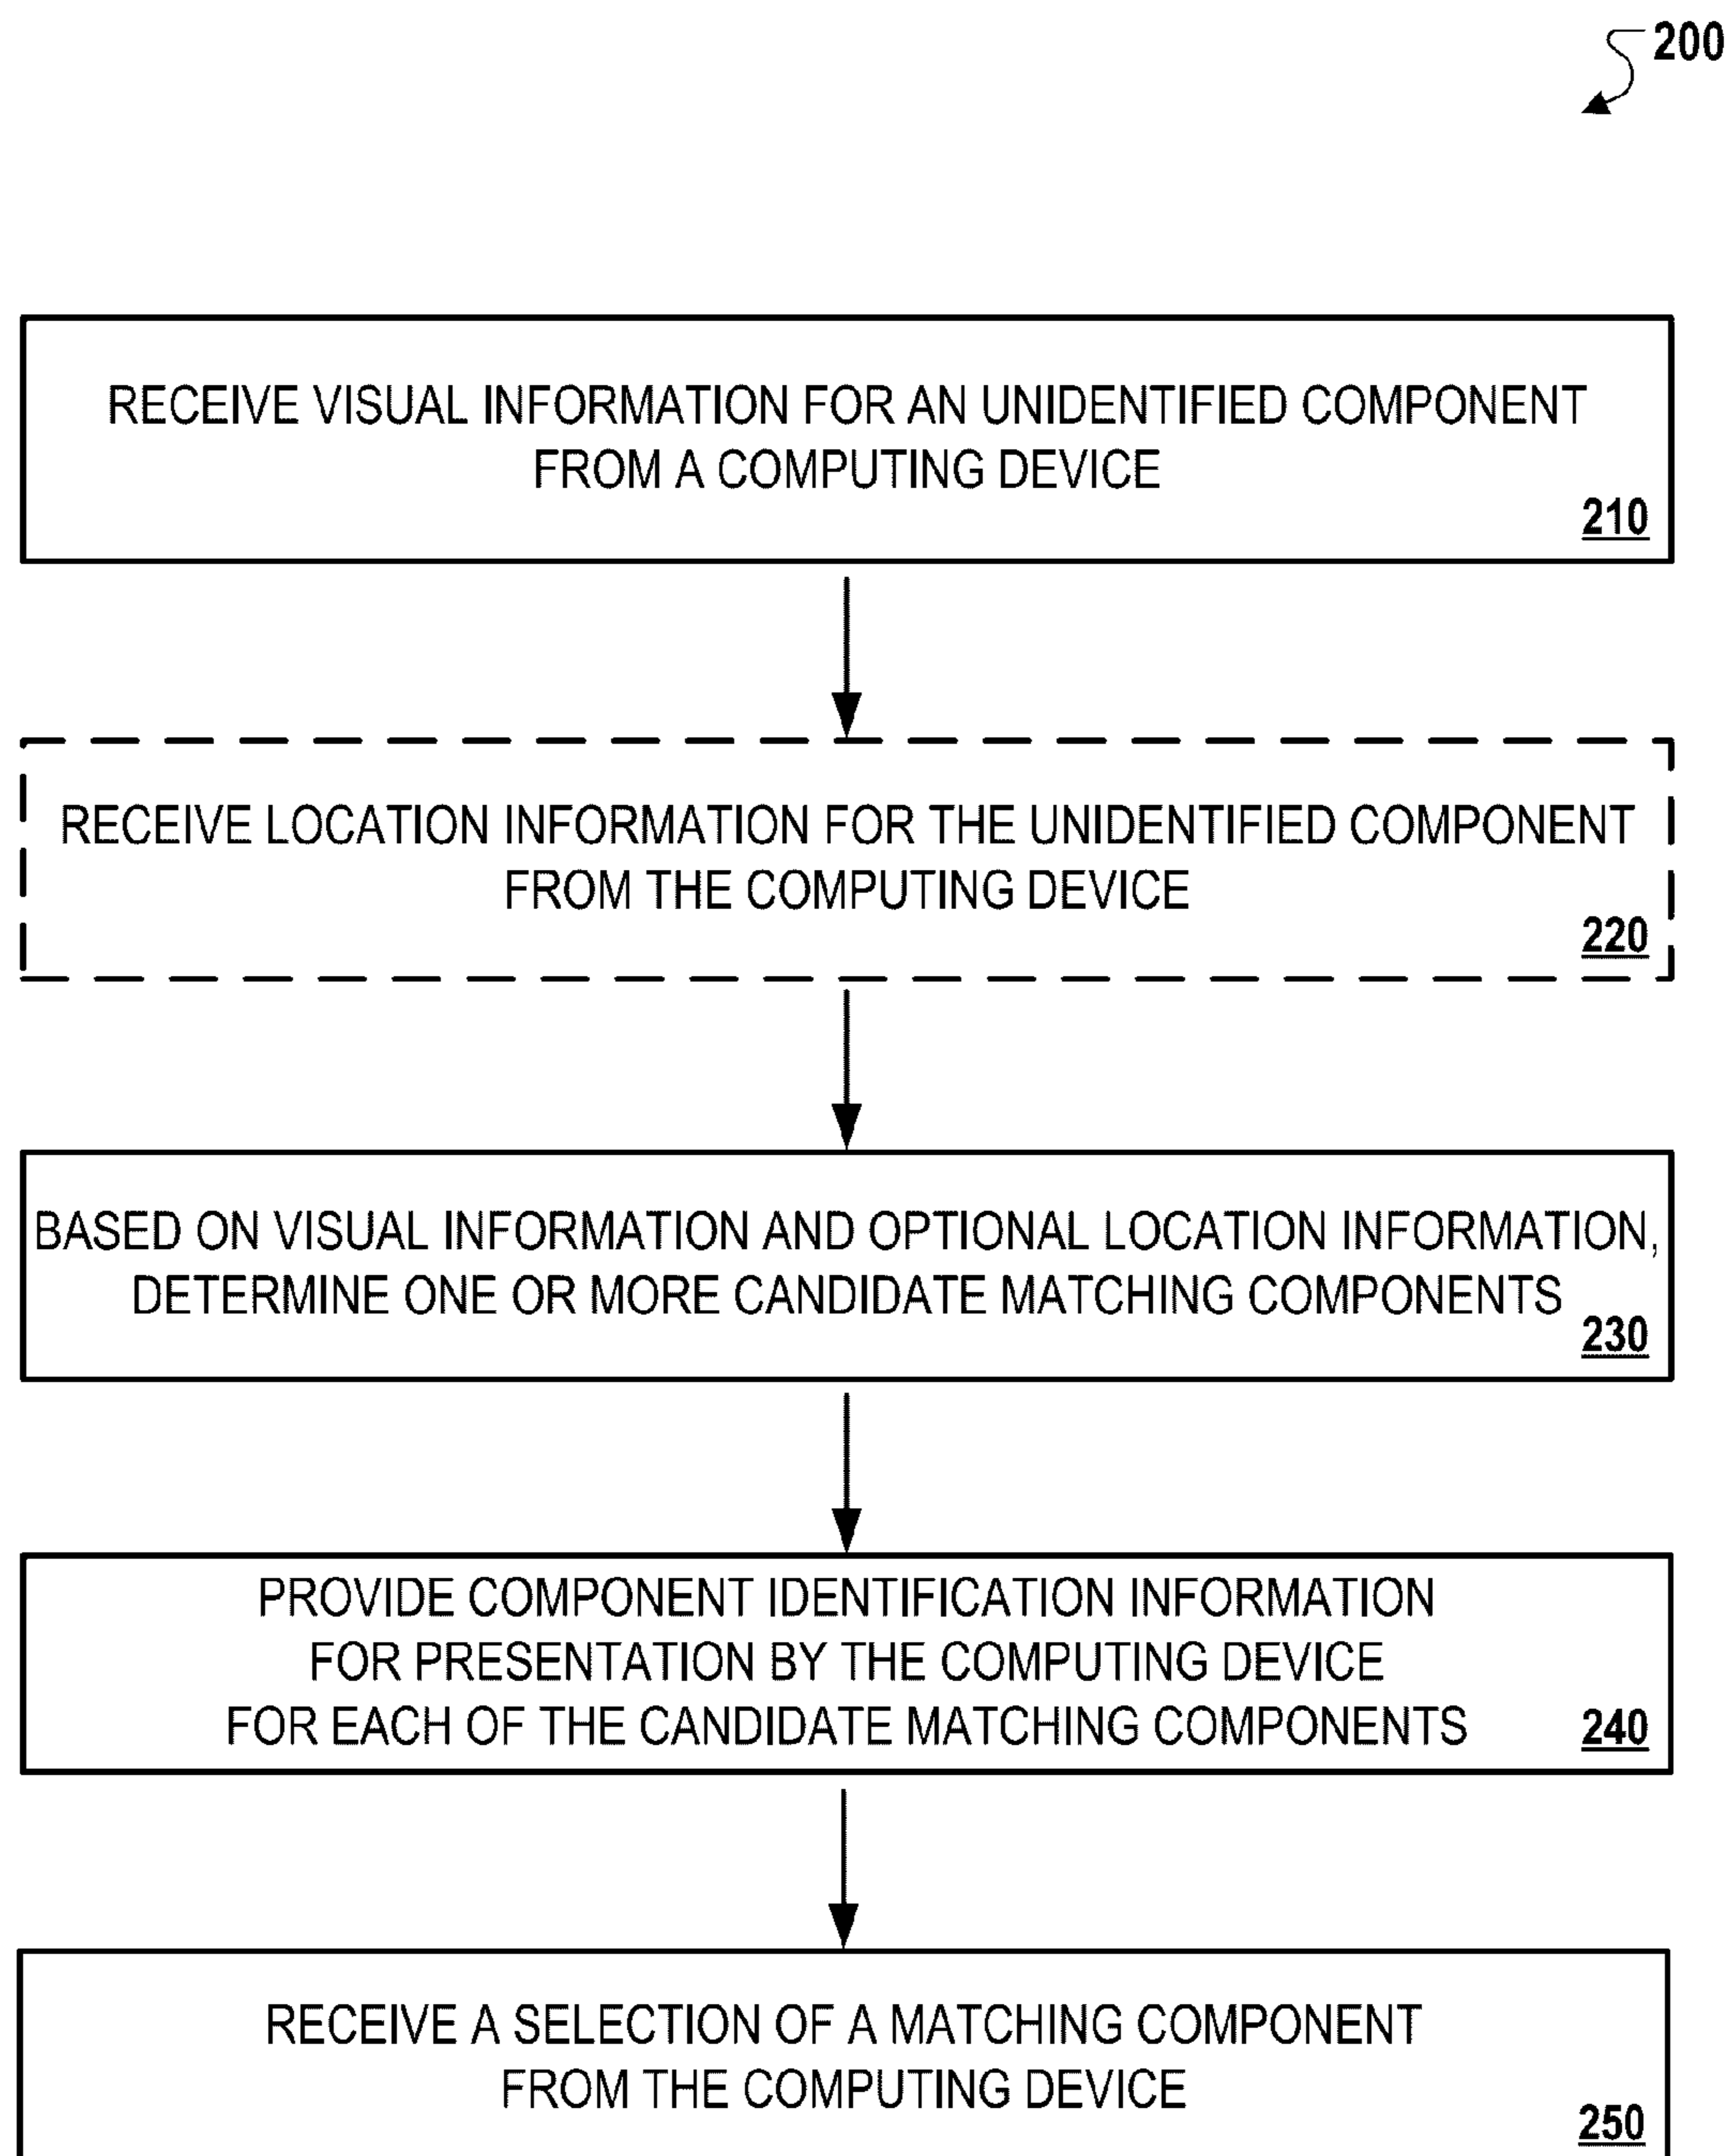 200
RECEIVE VISUAL INFORMATION FOR AN UNIDENTIFIED COMPONENT
FROM A COMPUTING DEVICE
210
RECEIVE LOCATION INFORMATION FOR THE UNIDENTIFIED COMPONENT
FROM THE COMPUTING DEVICE
220
BASED ON VISUAL INFORMATION AND OPTIONAL LOCATION INFORMATION,
DETERMINE ONE OR MORE CANDIDATE MATCHING COMPONENTS
230
PROVIDE COMPONENT IDENTIFICATION INFORMATION
FOR PRESENTATION BY THE COMPUTING DEVICE
FOR EACH OF THE CANDIDATE MATCHING COMPONENTS
240
RECEIVE A SELECTION OF A MATCHING COMPONENT
FROM THE COMPUTING DEVICE
250